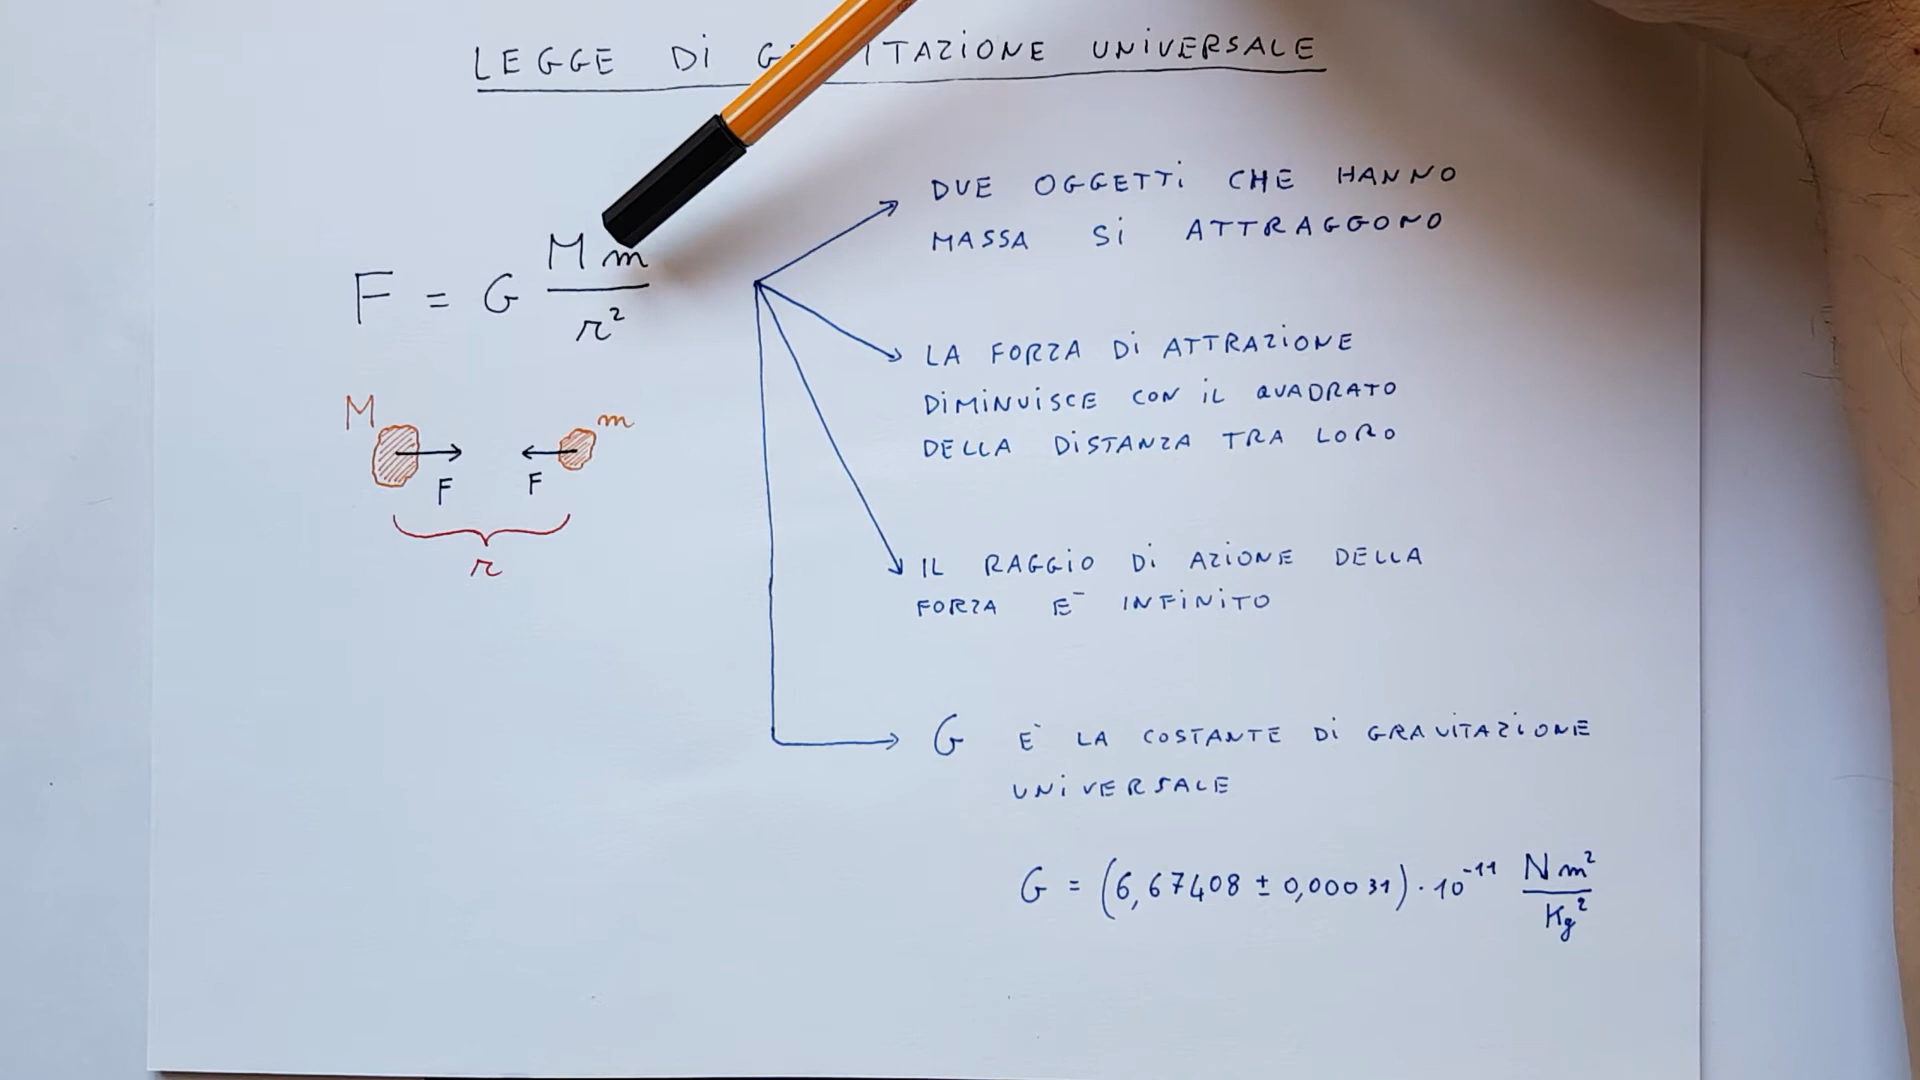 LEGGE Di G ITAZiONE UNiVERSALE
F = G M m / r²
M m
F F
r
DUE OGGETTi CHE HANNO
MASSA Si ATTRAGGONO
LA FORZA Di ATTRAZiONE
DiMiNUiSCE CON iL QUADRATO
DELLA DiSTANZA TRA LORO
IL RAGGiO Di AZiONE DELLA
FORZA E¯ INFiNiTO
G E` LA COSTANTE Di GRAViTAZiONE
UNiVERSALE
G = (6,67408 ± 0,00031) · 10⁻¹¹ N m² / Kg²